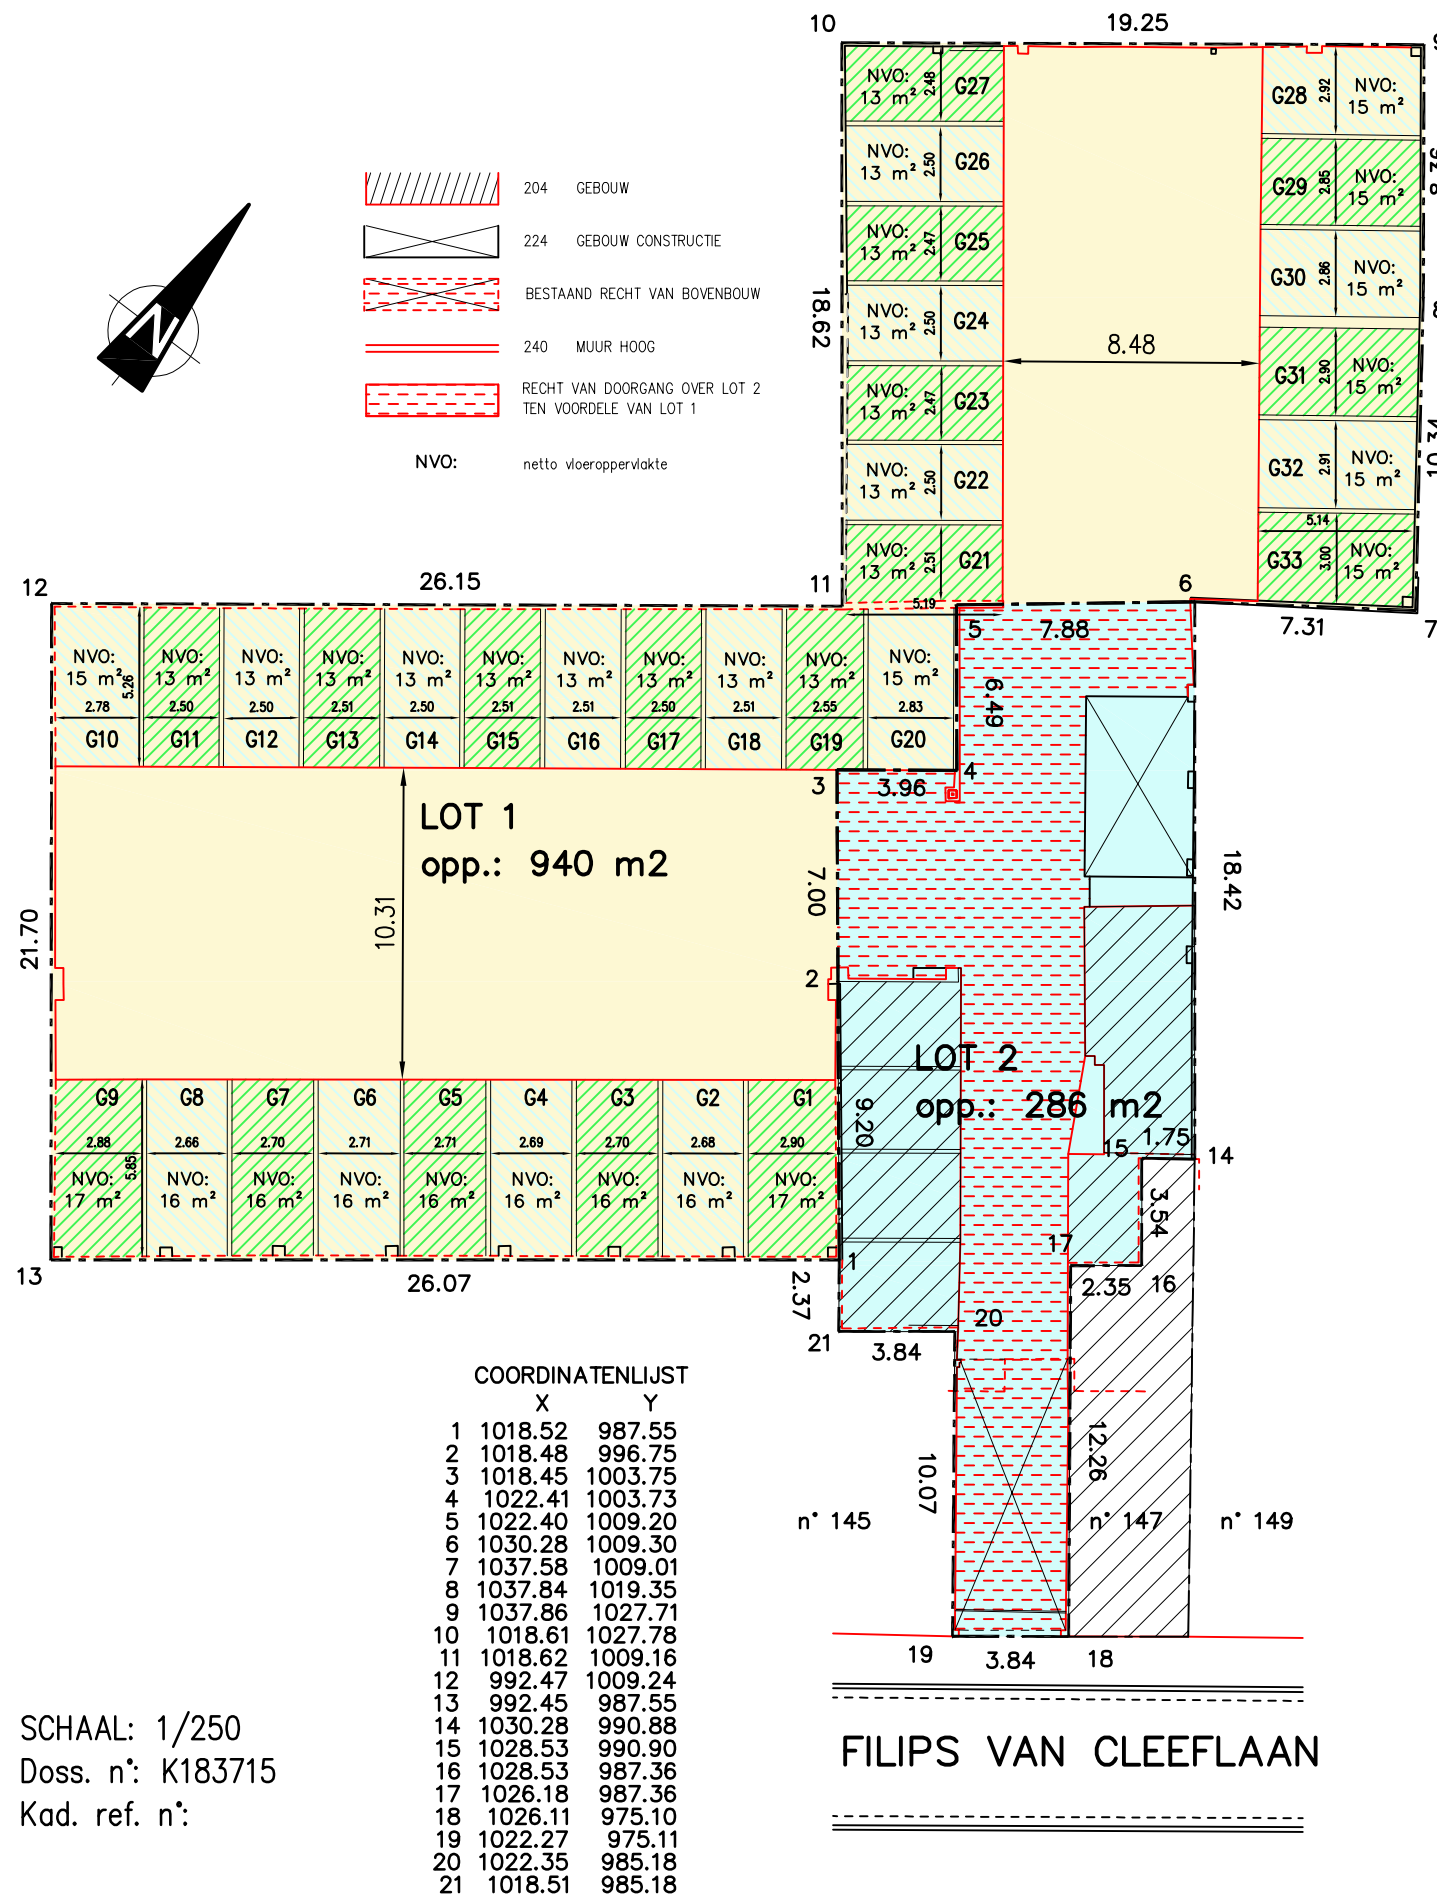 10
19.25
9
NVO:
13 m²
2.48
G27
NVO:
13 m²
2.50
G26
NVO:
13 m²
2.47
G25
NVO:
13 m²
2.50
G24
NVO:
13 m²
2.47
G23
NVO:
13 m²
2.50
G22
NVO:
13 m²
2.51
G21
5.19
G28
2.92
NVO:
15 m²
G29
2.85
NVO:
15 m²
G30
2.86
NVO:
15 m²
G31
2.90
NVO:
15 m²
G32
2.91
NVO:
15 m²
5.14
G33
3.00
NVO:
15 m²
8.36
8
10.34
18.62
8.48
204 GEBOUW
224 GEBOUW CONSTRUCTIE
BESTAAND RECHT VAN BOVENBOUW
240 MUUR HOOG
RECHT VAN DOORGANG OVER LOT 2
TEN VOORDELE VAN LOT 1
NVO: netto vloeroppervlakte
N
12
26.15
11
6
5
7.88
7.31
7
NVO:
15 m²
5.26
2.78
G10
NVO:
13 m²
2.50
G11
NVO:
13 m²
2.50
G12
NVO:
13 m²
2.51
G13
NVO:
13 m²
2.50
G14
NVO:
13 m²
2.51
G15
NVO:
13 m²
2.51
G16
NVO:
13 m²
2.50
G17
NVO:
13 m²
2.51
G18
NVO:
13 m²
2.55
G19
NVO:
15 m²
2.83
G20
6.49
4
3
3.96
LOT 1
opp.: 940 m2
10.31
21.70
7.00
18.42
2
LOT 2
opp.: 286 m2
9.20
G9
2.88
5.85
NVO:
17 m²
G8
2.66
NVO:
16 m²
G7
2.70
NVO:
16 m²
G6
2.71
NVO:
16 m²
G5
2.71
NVO:
16 m²
G4
2.69
NVO:
16 m²
G3
2.70
NVO:
16 m²
G2
2.68
NVO:
16 m²
G1
2.90
NVO:
17 m²
15
1.75
14
3.54
17
2.35
16
1
13
26.07
2.37
21
3.84
20
12.26
10.07
n° 145
n° 147
n° 149
19
3.84
18
FILIPS VAN CLEEFLAAN
COORDINATENLIJST
X Y
1 1018.52 987.55
2 1018.48 996.75
3 1018.45 1003.75
4 1022.41 1003.73
5 1022.40 1009.20
6 1030.28 1009.30
7 1037.58 1009.01
8 1037.84 1019.35
9 1037.86 1027.71
10 1018.61 1027.78
11 1018.62 1009.16
12 992.47 1009.24
13 992.45 987.55
14 1030.28 990.88
15 1028.53 990.90
16 1028.53 987.36
17 1026.18 987.36
18 1026.11 975.10
19 1022.27 975.11
20 1022.35 985.18
21 1018.51 985.18
SCHAAL: 1/250
Doss. n°: K183715
Kad. ref. n°: